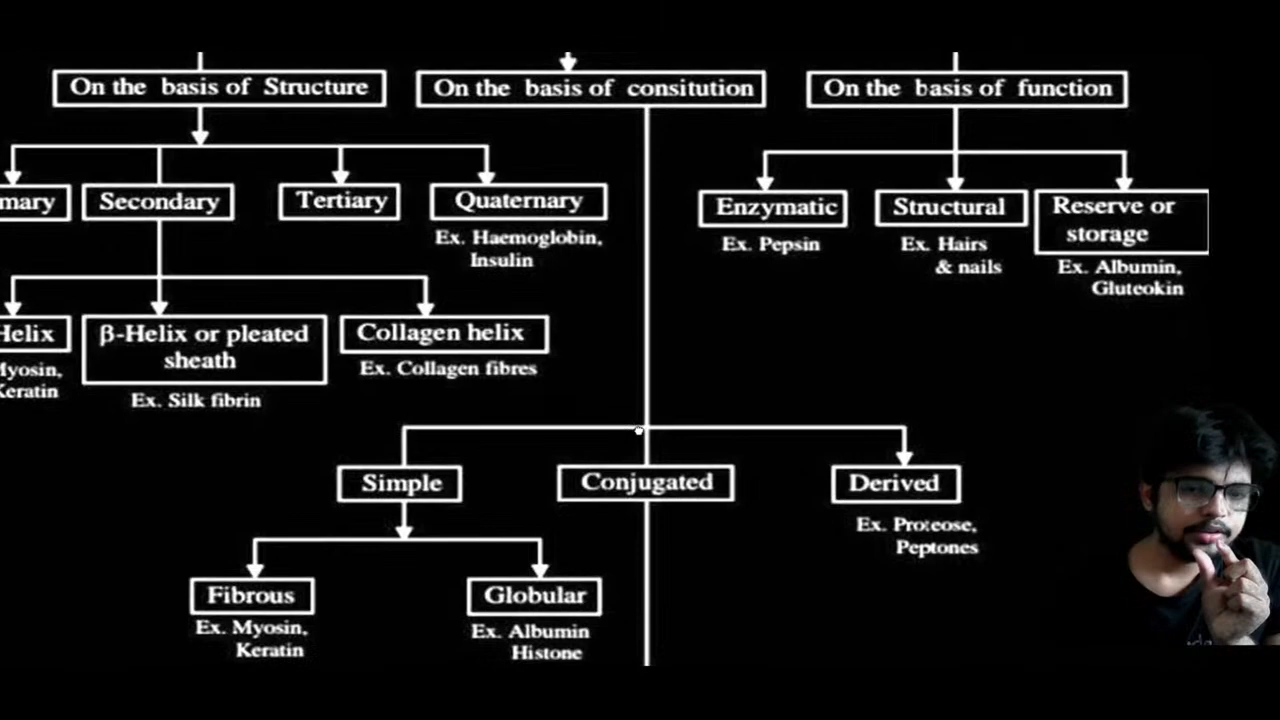 On the basis of Structure
On the basis of consitution
On the basis of function
mary
Secondary
Tertiary
Quaternary
Ex. Haemoglobin,
Insulin
Enzymatic
Ex. Pepsin
Structural
Ex. Hairs
& nails
Reserve or
storage
Ex. Albumin,
Gluteokin
Helix
Myosin,
Keratin
β-Helix or pleated
sheath
Ex. Silk fibrin
Collagen helix
Ex. Collagen fibres
Simple
Conjugated
Derived
Ex. Proteose,
Peptones
Fibrous
Ex. Myosin,
Keratin
Globular
Ex. Albumin
Histone